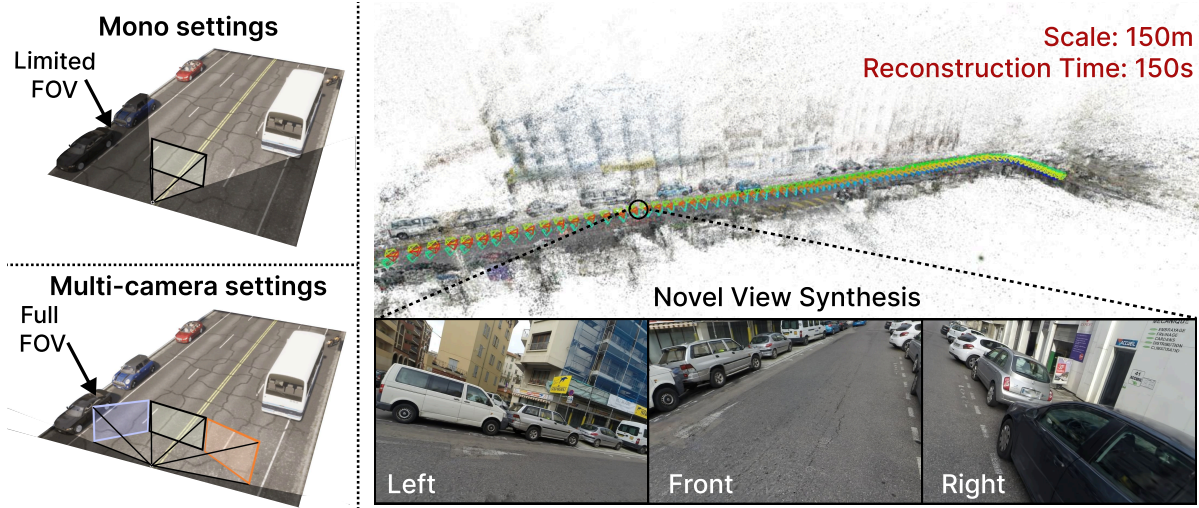 Mono settings
Limited
FOV
Multi-camera settings
Full
FOV
Scale: 150m
Reconstruction Time: 150s
Novel View Synthesis
Left
Front
Right
ACCUEIL